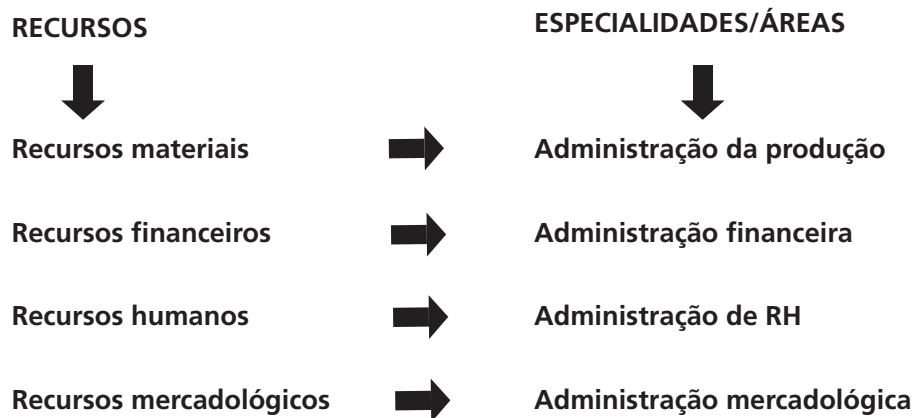 RECURSOS ESPECIALIDADES/ÁREAS
Recursos materiais Administração da produção
Recursos financeiros Administração financeira
Recursos humanos Administração de RH
Recursos mercadológicos Administração mercadológica